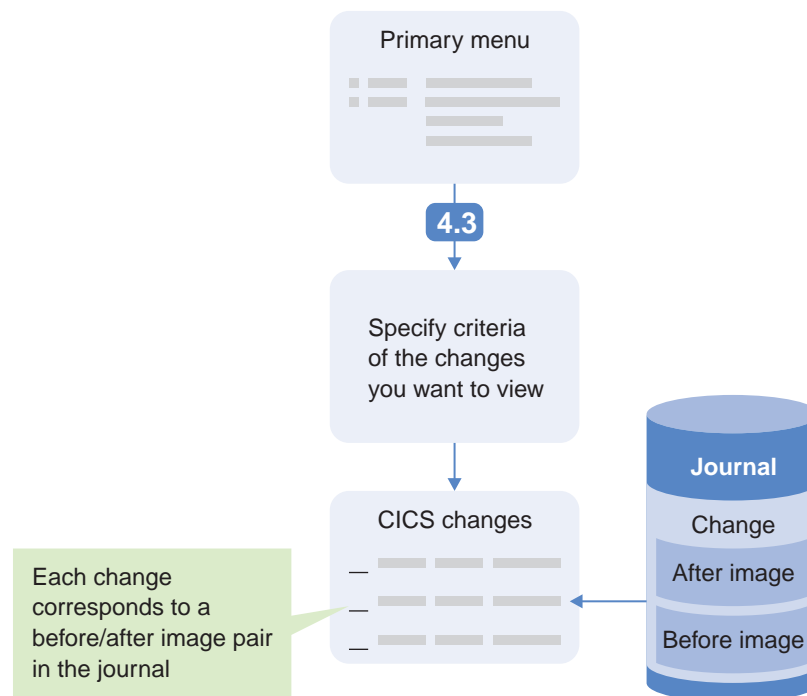 Primary menu
4.3
Specify criteria
of the changes
you want to view
Journal
CICS changes
Change
Each change
corresponds to a
before/after image pair
in the journal
After image
Before image